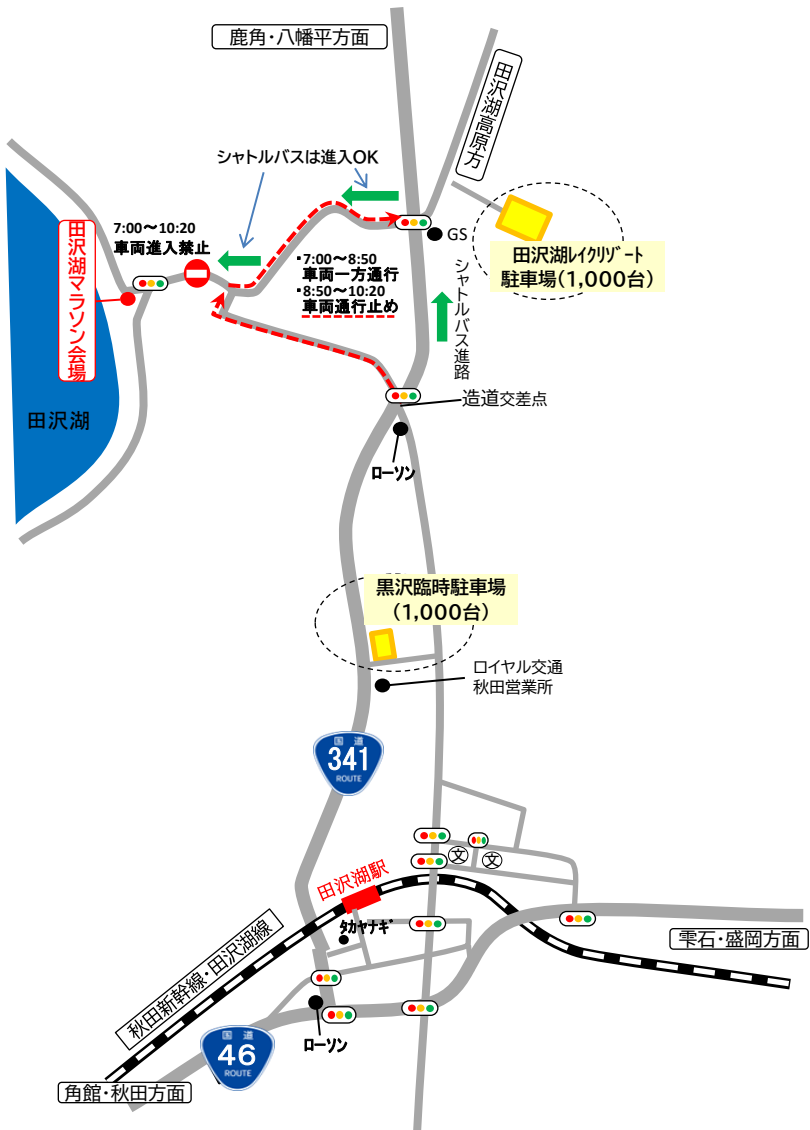 鹿角・八幡平方面
田沢湖高原方
シャトルバスは進入OK
7:00～10:20
車両進入禁止
田沢湖マラソン会場
GS
田沢湖ﾚｲｸﾘｿﾞｰﾄ
駐車場(1,000台)
・7:00～8:50
車両一方通行
・8:50～10:20
車両通行止め
シャトルバス進路
田沢湖
造道交差点
ローソン
黒沢臨時駐車場
(1,000台)
ロイヤル交通
秋田営業所
国道
341
ROUTE
文
文
田沢湖駅
ﾀｶﾔﾅｷﾞ
雫石・盛岡方面
秋田新幹線・田沢湖線
ローソン
国道
46
ROUTE
角館・秋田方面